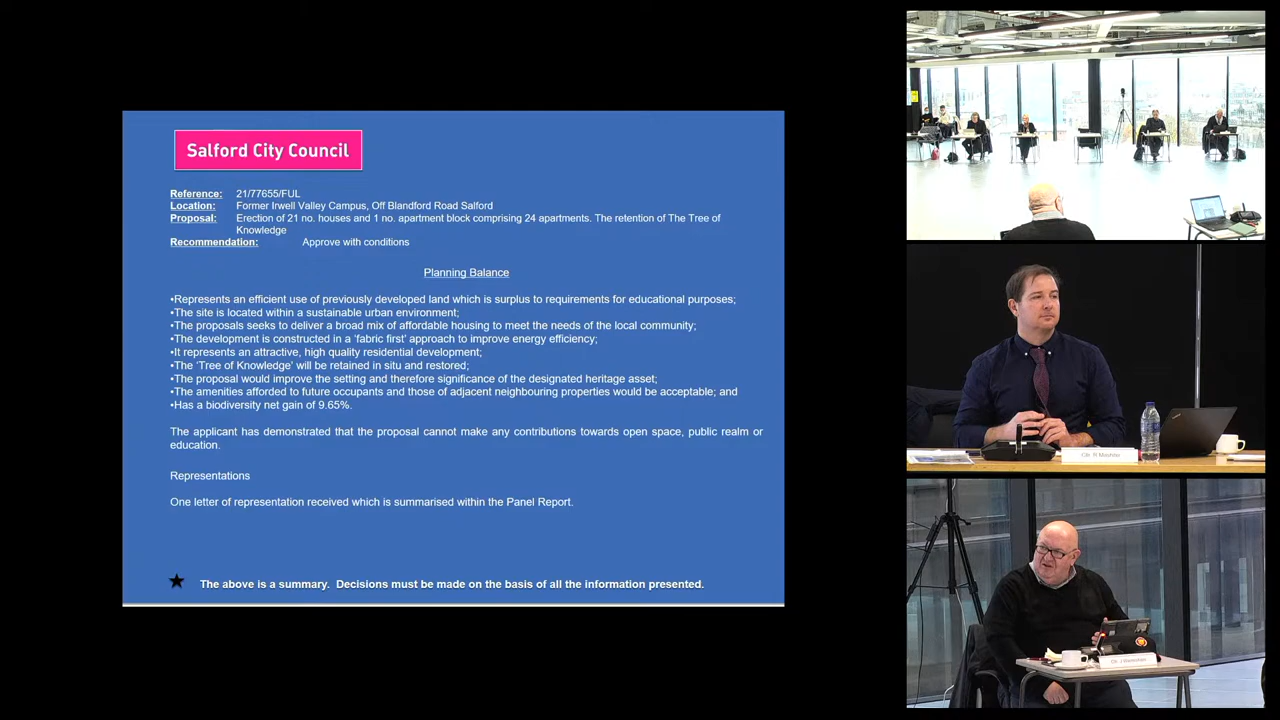 Salford City Council
Reference: 21/77655/FUL
Location: Former Irwell Valley Campus, Off Blandford Road Salford
Proposal: Erection of 21 no. houses and 1 no. apartment block comprising 24 apartments. The retention of The Tree of
Knowledge
Recommendation: Approve with conditions
Planning Balance
•Represents an efficient use of previously developed land which is surplus to requirements for educational purposes;
•The site is located within a sustainable urban environment;
•The proposals seeks to deliver a broad mix of affordable housing to meet the needs of the local community;
•The development is constructed in a 'fabric first' approach to improve energy efficiency;
•It represents an attractive, high quality residential development;
•The 'Tree of Knowledge' will be retained in situ and restored;
•The proposal would improve the setting and therefore significance of the designated heritage asset;
•The amenities afforded to future occupants and those of adjacent neighbouring properties would be acceptable; and
•Has a biodiversity net gain of 9.65%.
The applicant has demonstrated that the proposal cannot make any contributions towards open space, public realm or
education.
Representations
One letter of representation received which is summarised within the Panel Report.
The above is a summary. Decisions must be made on the basis of all the information presented.
Cllr
Cllr